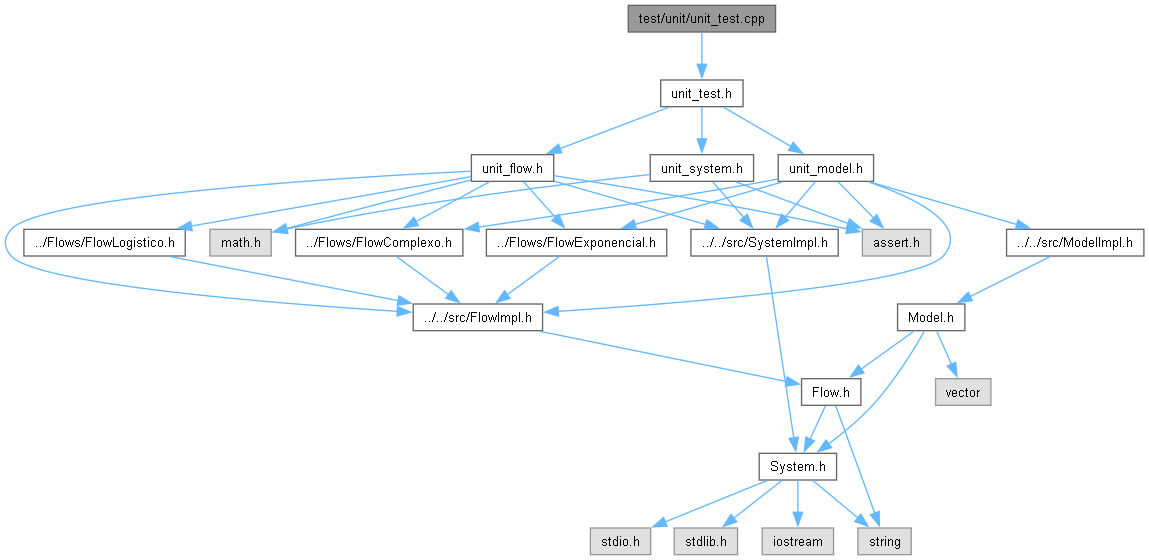 test/unit/unit_test.cpp
unit_test.h
unit_flow.h
unit_system.h
unit_model.h
../Flows/FlowLogistico.h
math.h
../Flows/FlowComplexo.h
../Flows/FlowExponencial.h
../../src/SystemImpl.h
assert.h
../../src/ModelImpl.h
../../src/FlowImpl.h
Model.h
Flow.h
vector
System.h
stdio.h
stdlib.h
iostream
string